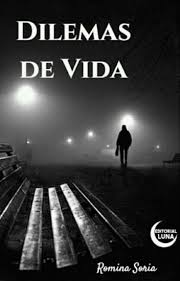 DILEMAS
DE VIDA
EDITORIAL
LUNA
Romina Soria